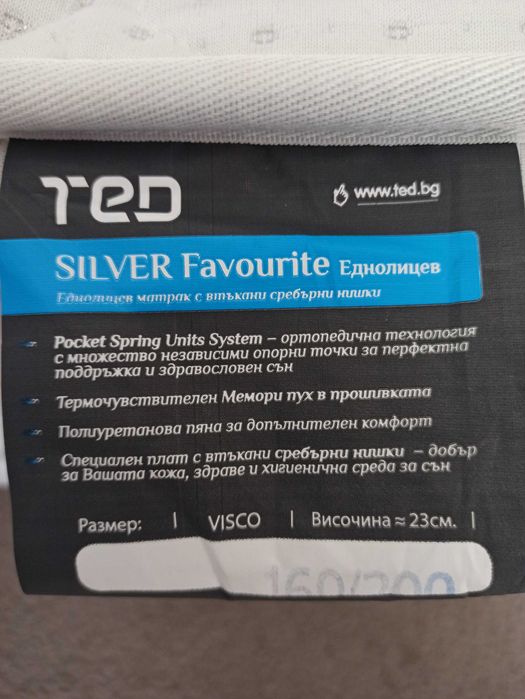 TED
www.ted.bg
SILVER Favourite Еднолицев
Еднолицев матрак с втъкани сребърни нишки
Pocket Spring Units System – ортопедична технология
с множество независими опорни точки за перфектна
поддръжка и здравословен сън
Термочувствителен Мемори пух в прошивката
Полиуретанова пяна за допълнителен комфорт
Специален плат с втъкани сребърни нишки – добър
за Вашата кожа, здраве и хигиенична среда за сън
Размер: | VISCO | Височина ≈ 23см. |
160/200